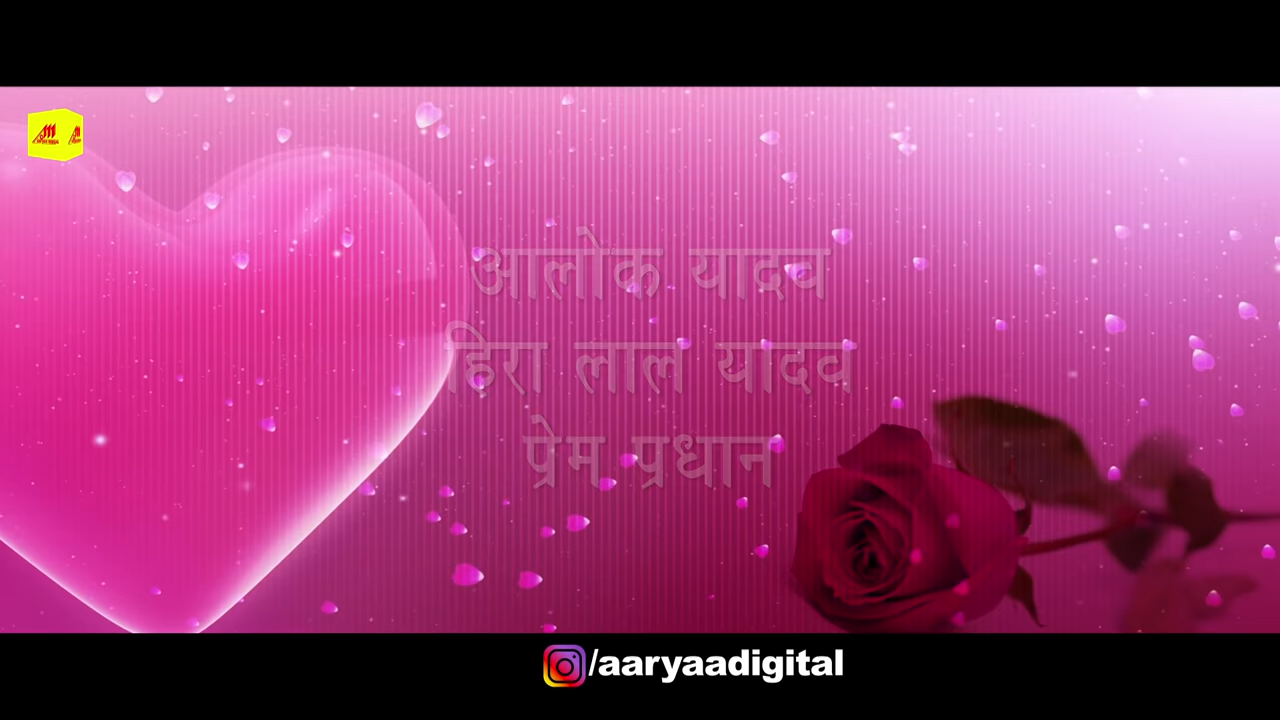 आलोक यादव
हिरा लाल यादव
प्रेम प्रधान
/aaryaadigital